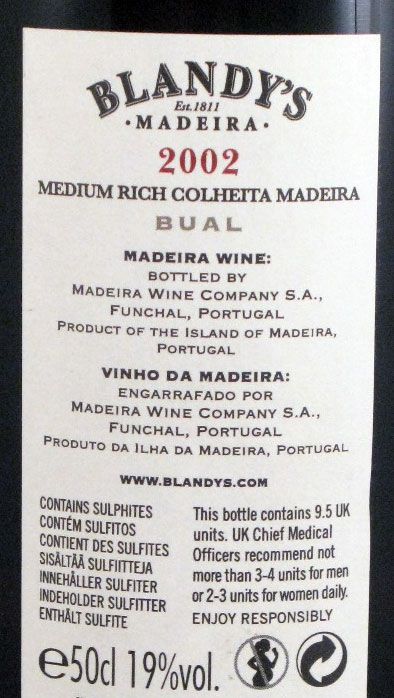 BLANDY'S
Est.1811
·MADEIRA·
2002
MEDIUM RICH COLHEITA MADEIRA
BUAL
MADEIRA WINE:
BOTTLED BY
MADEIRA WINE COMPANY S.A.,
FUNCHAL, PORTUGAL
PRODUCT OF THE ISLAND OF MADEIRA,
PORTUGAL
VINHO DA MADEIRA:
ENGARRAFADO POR
MADEIRA WINE COMPANY S.A.,
FUNCHAL, PORTUGAL
PRODUTO DA ILHA DA MADEIRA, PORTUGAL
WWW.BLANDYS.COM
CONTAINS SULPHITES
CONTÉM SULFITOS
CONTIENT DES SULFITES
SISÄLTÄÄ SULFIITTEJA
INNEHÅLLER SULFITER
INDEHOLDER SULFITTER
ENTHÄLT SULFITE
This bottle contains 9.5 UK
units. UK Chief Medical
Officers recommend not
more than 3-4 units for men
or 2-3 units for women daily.
ENJOY RESPONSIBLY
℮50cl 19%vol.